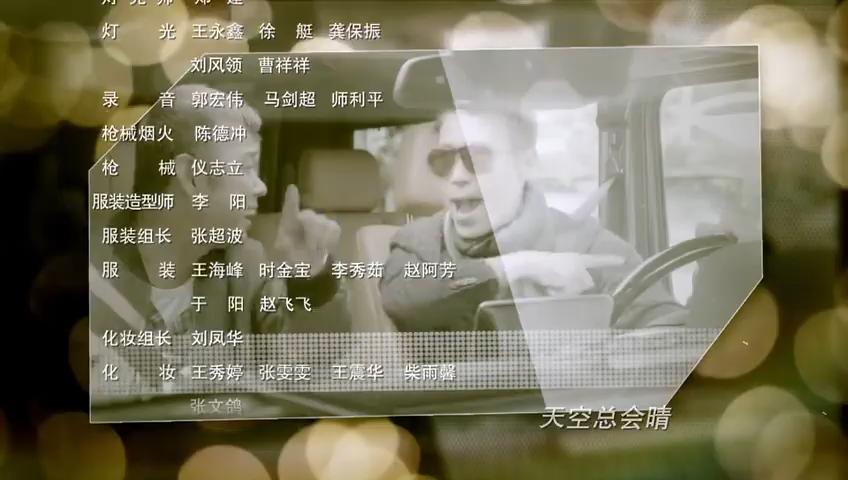 灯光 王永鑫 徐艇 龚保振
刘风领 曹祥祥
录音 郭宏伟 马剑超 师利平
枪械烟火 陈德冲
枪械 仪志立
服装造型师 李阳
服装组长 张超波
服装 王海峰 时金宝 李秀茹 赵阿芳
于阳 赵飞飞
化妆组长 刘凤华
化妆 王秀婷 张雯雯 王震华 柴雨馨
张文鸽
天空总会晴